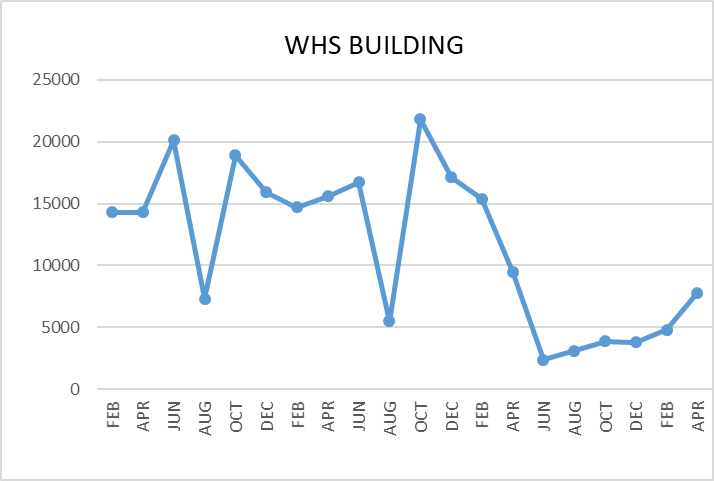 WHS BUILDING
25000
20000
15000
10000
5000
0
FEB
APR
JUN
AUG
OCT
DEC
FEB
APR
JUN
AUG
OCT
DEC
FEB
APR
JUN
AUG
OCT
DEC
FEB
APR